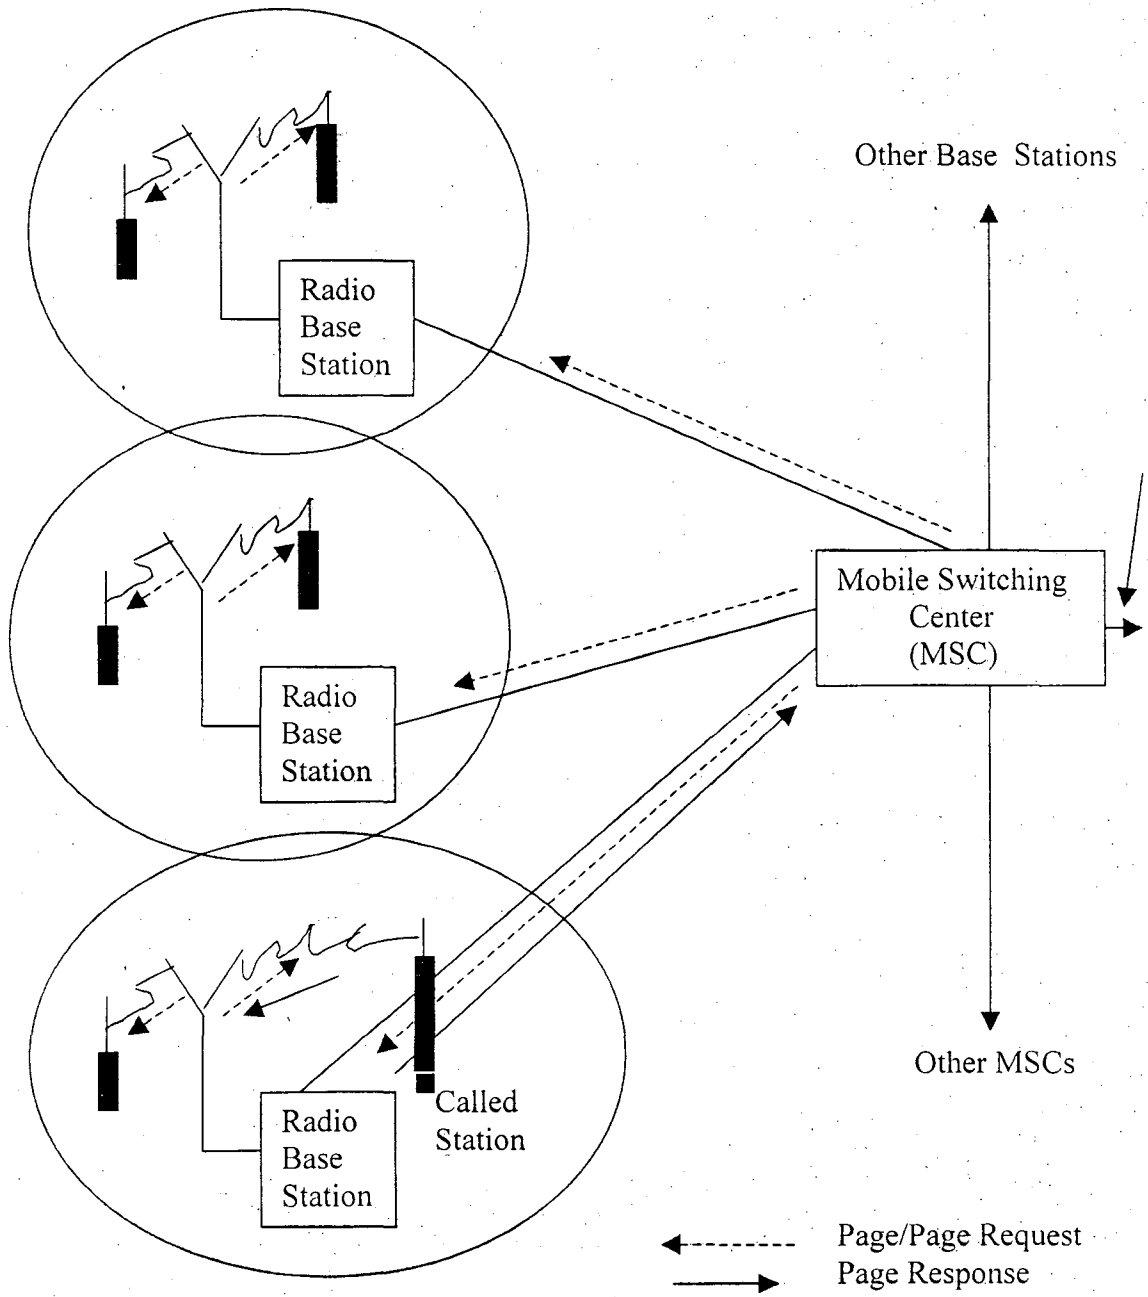 Other Base Stations
Radio
Base
Station
Mobile Switching
Center
(MSC)
Radio
Base
Station
Other MSCs
Called
Station
Radio
Base
Station
Page/Page Request
Page Response